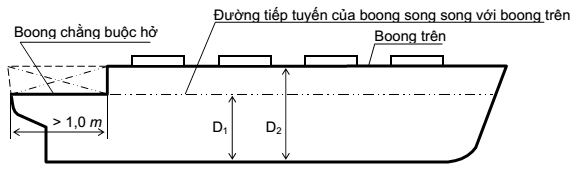 Đường tiếp tuyến của boong song song với boong trên
Boong chằng buộc hở
Boong trên
> 1,0 m
D₁
D₂